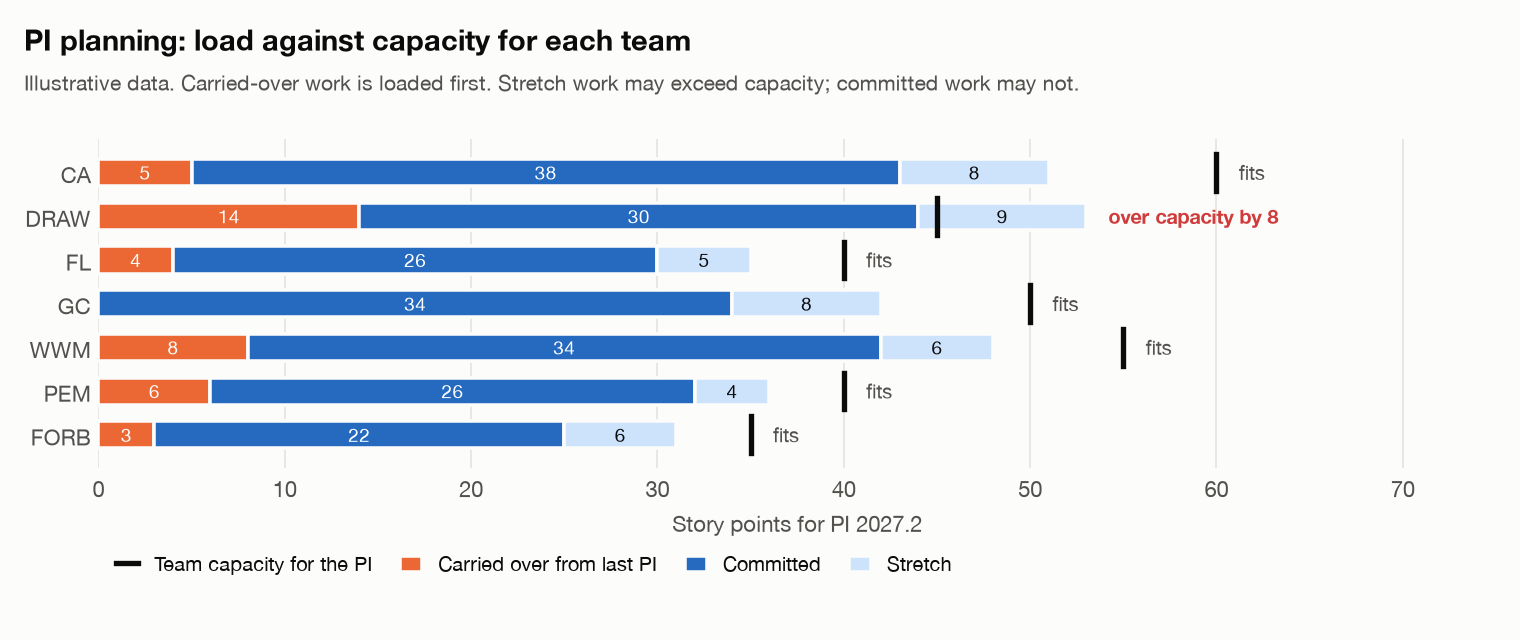 PI planning: load against capacity for each team
Illustrative data. Carried-over work is loaded first. Stretch work may exceed capacity; committed work may not.
CA 5 38 8 fits
DRAW 14 30 9 over capacity by 8
FL 4 26 5 fits
GC 34 8 fits
WWM 8 34 6 fits
PEM 6 26 4 fits
FORB 3 22 6 fits
0 10 20 30 40 50 60 70
Story points for PI 2027.2
Team capacity for the PI Carried over from last PI Committed Stretch